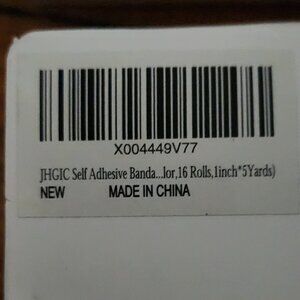 X004449V77
JHGIC Self Adhesive Banda...lor,16 Rolls,1inch*5Yards)
NEW MADE IN CHINA